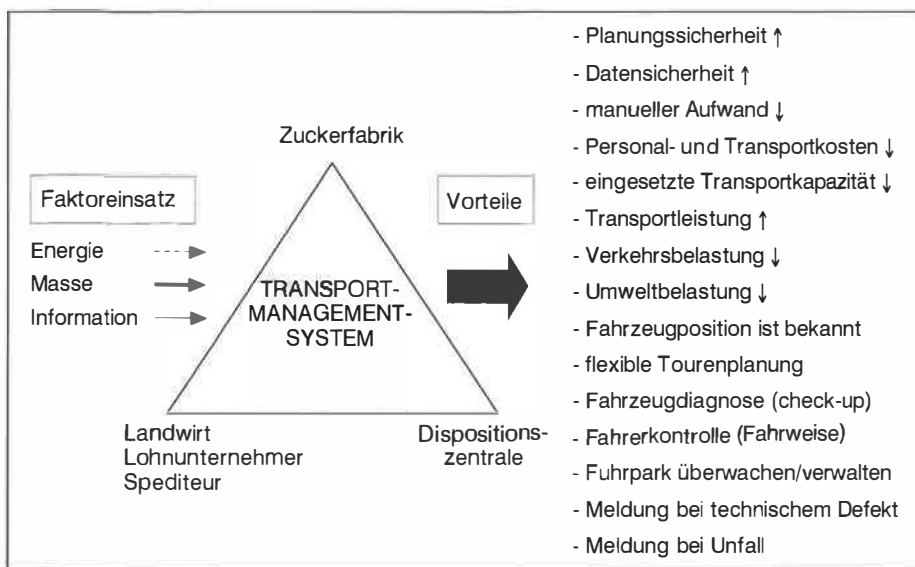 Zuckerfabrik
Faktoreinsatz
Energie
Masse
Information
TRANSPORT-
MANAGEMENT-
SYSTEM
Landwirt
Lohnunternehmer
Spediteur
Dispositions-
zentrale
Vorteile
- Planungssicherheit ↑
- Datensicherheit ↑
- manueller Aufwand ↓
- Personal- und Transportkosten ↓
- eingesetzte Transportkapazität ↓
- Transportleistung ↑
- Verkehrsbelastung ↓
- Umweltbelastung ↓
- Fahrzeugposition ist bekannt
- flexible Tourenplanung
- Fahrzeugdiagnose (check-up)
- Fahrerkontrolle (Fahrweise)
- Fuhrpark überwachen/verwalten
- Meldung bei technischem Defekt
- Meldung bei Unfall